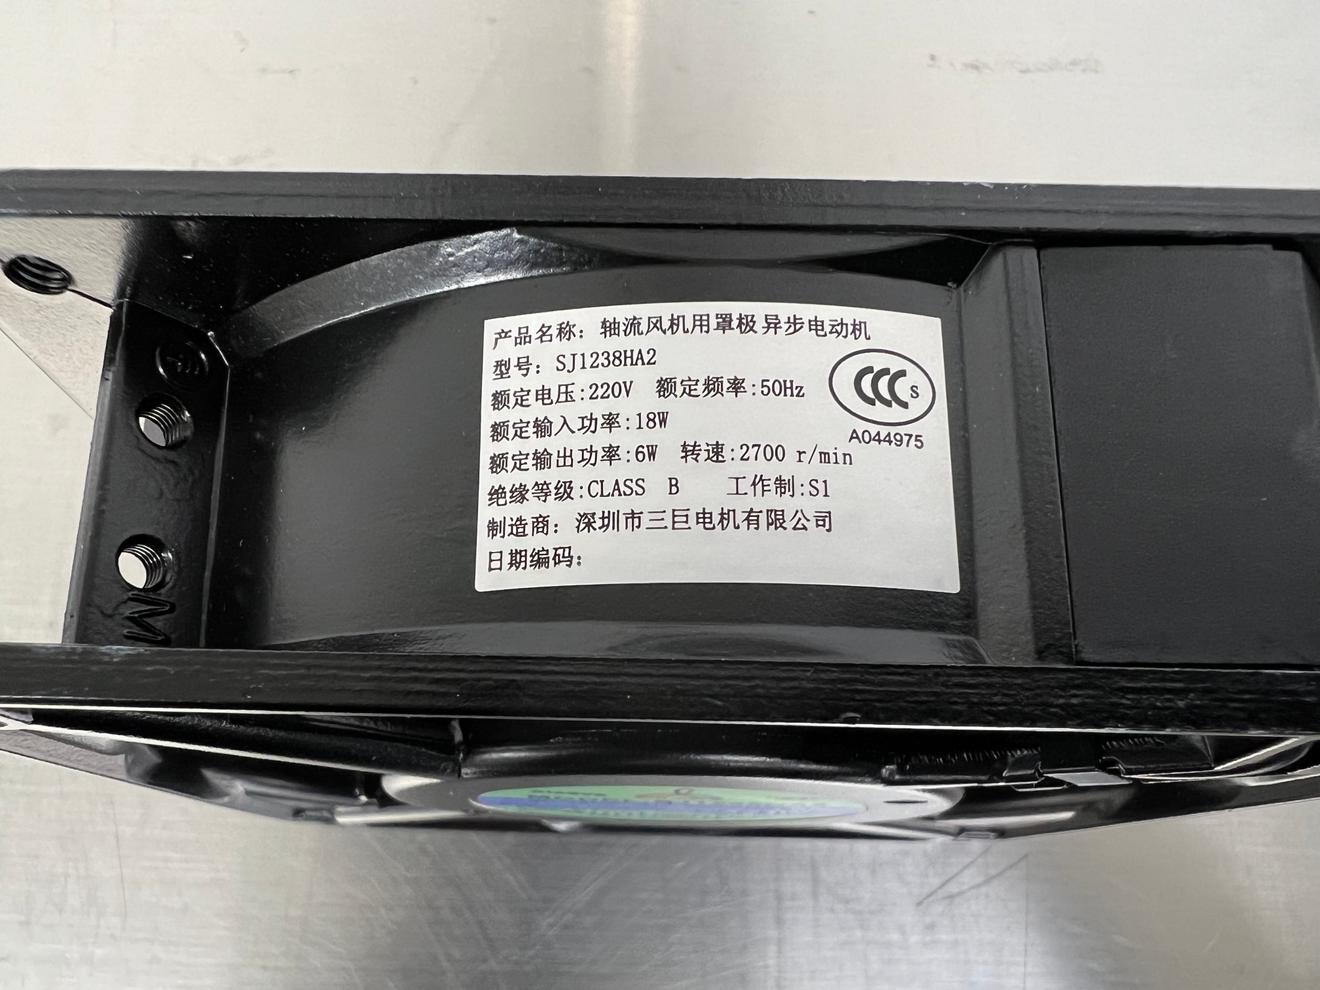 产品名称：轴流风机用罩极异步电动机
型号：SJ1238HA2
额定电压:220V 额定频率:50Hz
额定输入功率:18W
额定输出功率:6W 转速:2700 r/min
绝缘等级:CLASS B 工作制:S1
制造商：深圳市三巨电机有限公司
日期编码：
CCC S
A044975